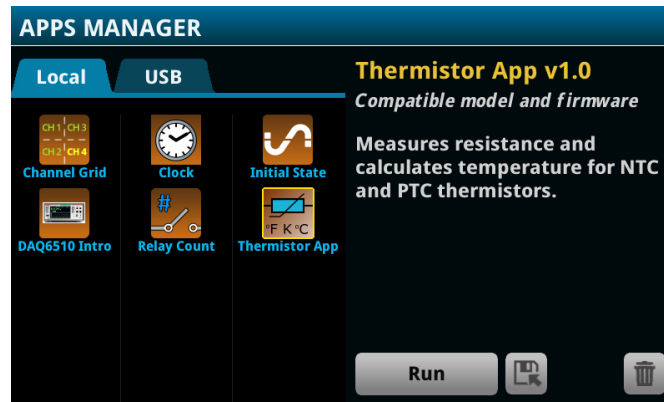 APPS MANAGER
Local
USB
CH1 CH3
CH2 CH4
Channel Grid
Clock
Initial State
DAQ6510 Intro
#
Relay Count
°F K °C
Thermistor App
Thermistor App v1.0
Compatible model and firmware
Measures resistance and
calculates temperature for NTC
and PTC thermistors.
Run